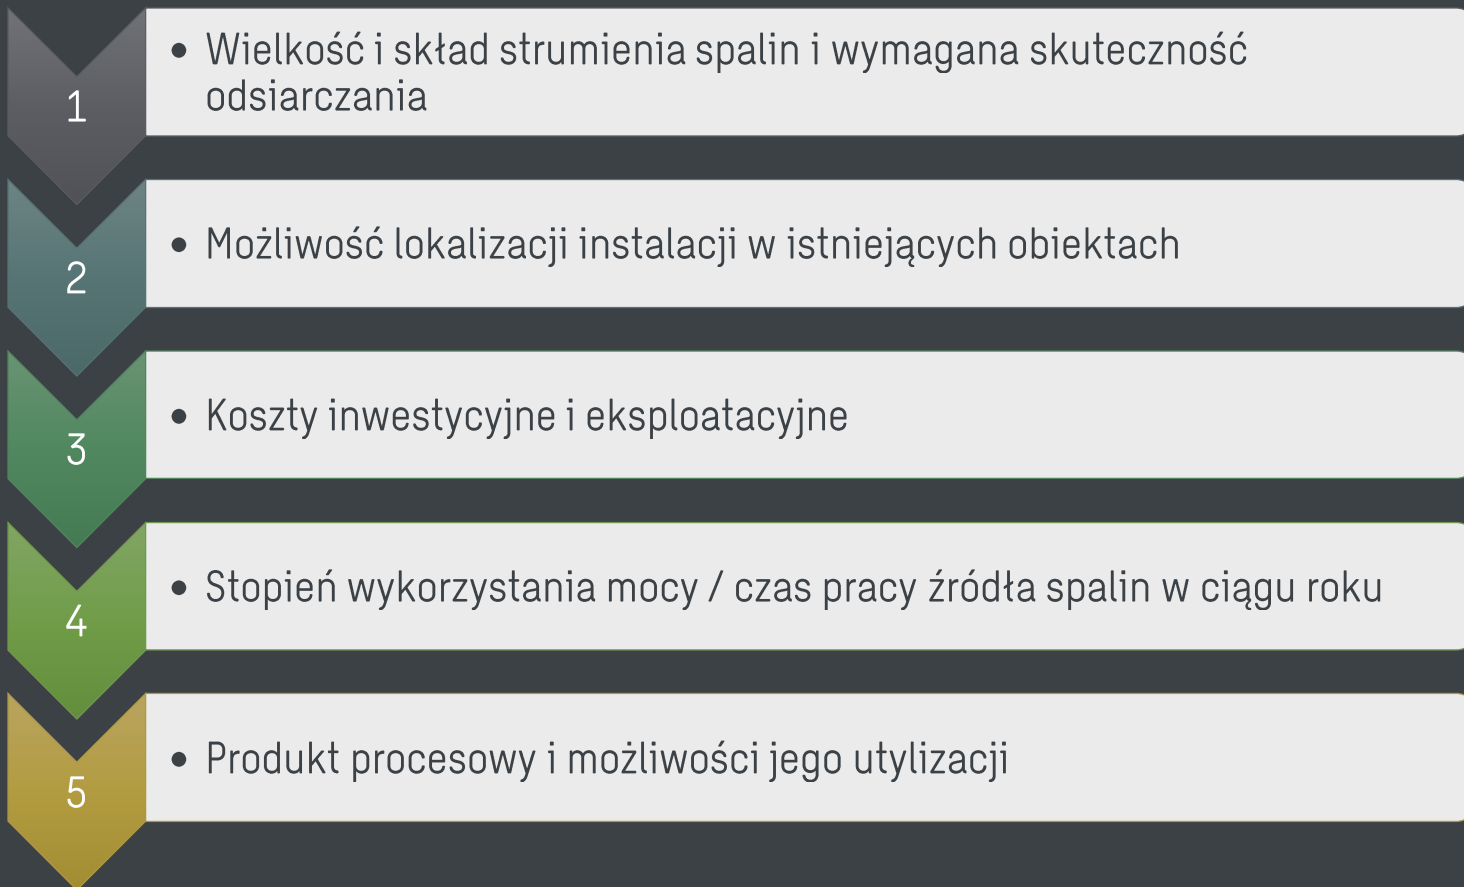 1
• Wielkość i skład strumienia spalin i wymagana skuteczność
odsiarczania
2
• Możliwość lokalizacji instalacji w istniejących obiektach
3
• Koszty inwestycyjne i eksploatacyjne
4
• Stopień wykorzystania mocy / czas pracy źródła spalin w ciągu roku
5
• Produkt procesowy i możliwości jego utylizacji